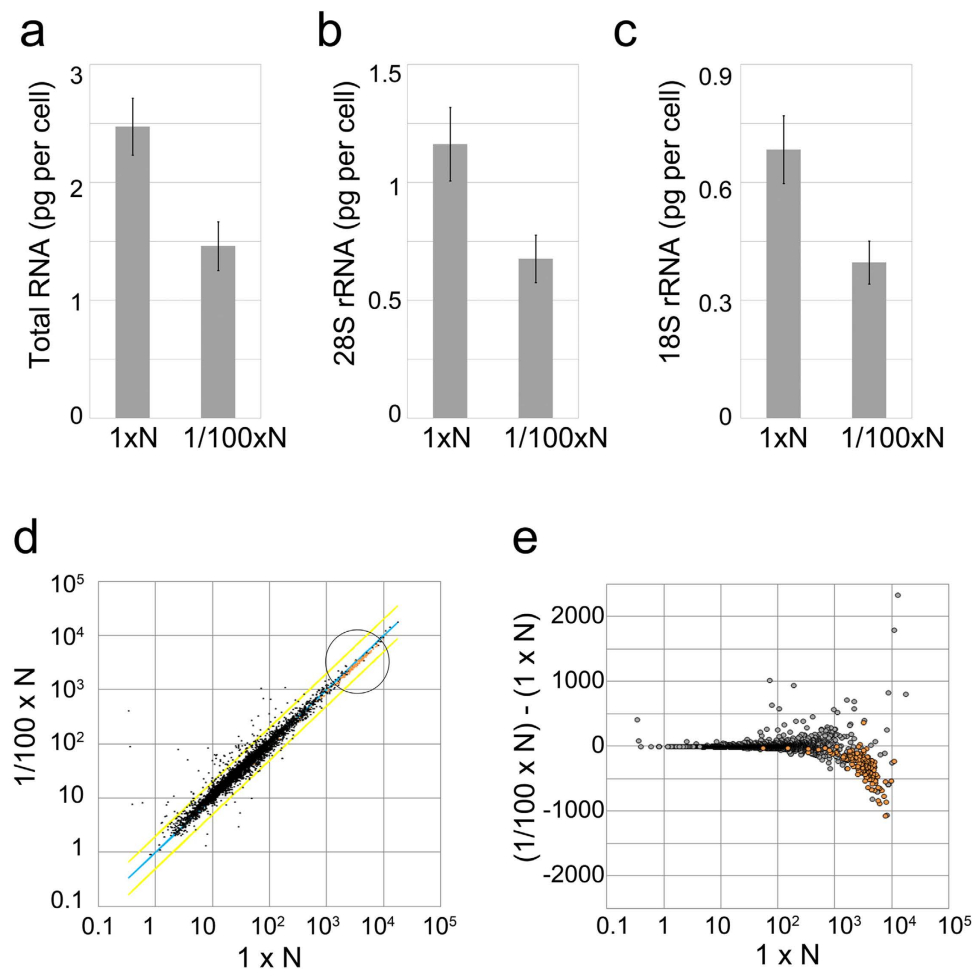 a
Total RNA (pg per cell)
3
2
1
0
1xN
1/100xN
b
28S rRNA (pg per cell)
1.5
1
0.5
0
1xN
1/100xN
c
18S rRNA (pg per cell)
0.9
0.6
0.3
0
1xN
1/100xN
d
1/100 x N
10⁵
10⁴
10³
10²
10
1
0.1
0.1 1 10 10² 10³ 10⁴ 10⁵
1 x N
e
(1/100 x N) - (1 x N)
2000
1000
0
-1000
-2000
0.1 1 10 10² 10³ 10⁴ 10⁵
1 x N